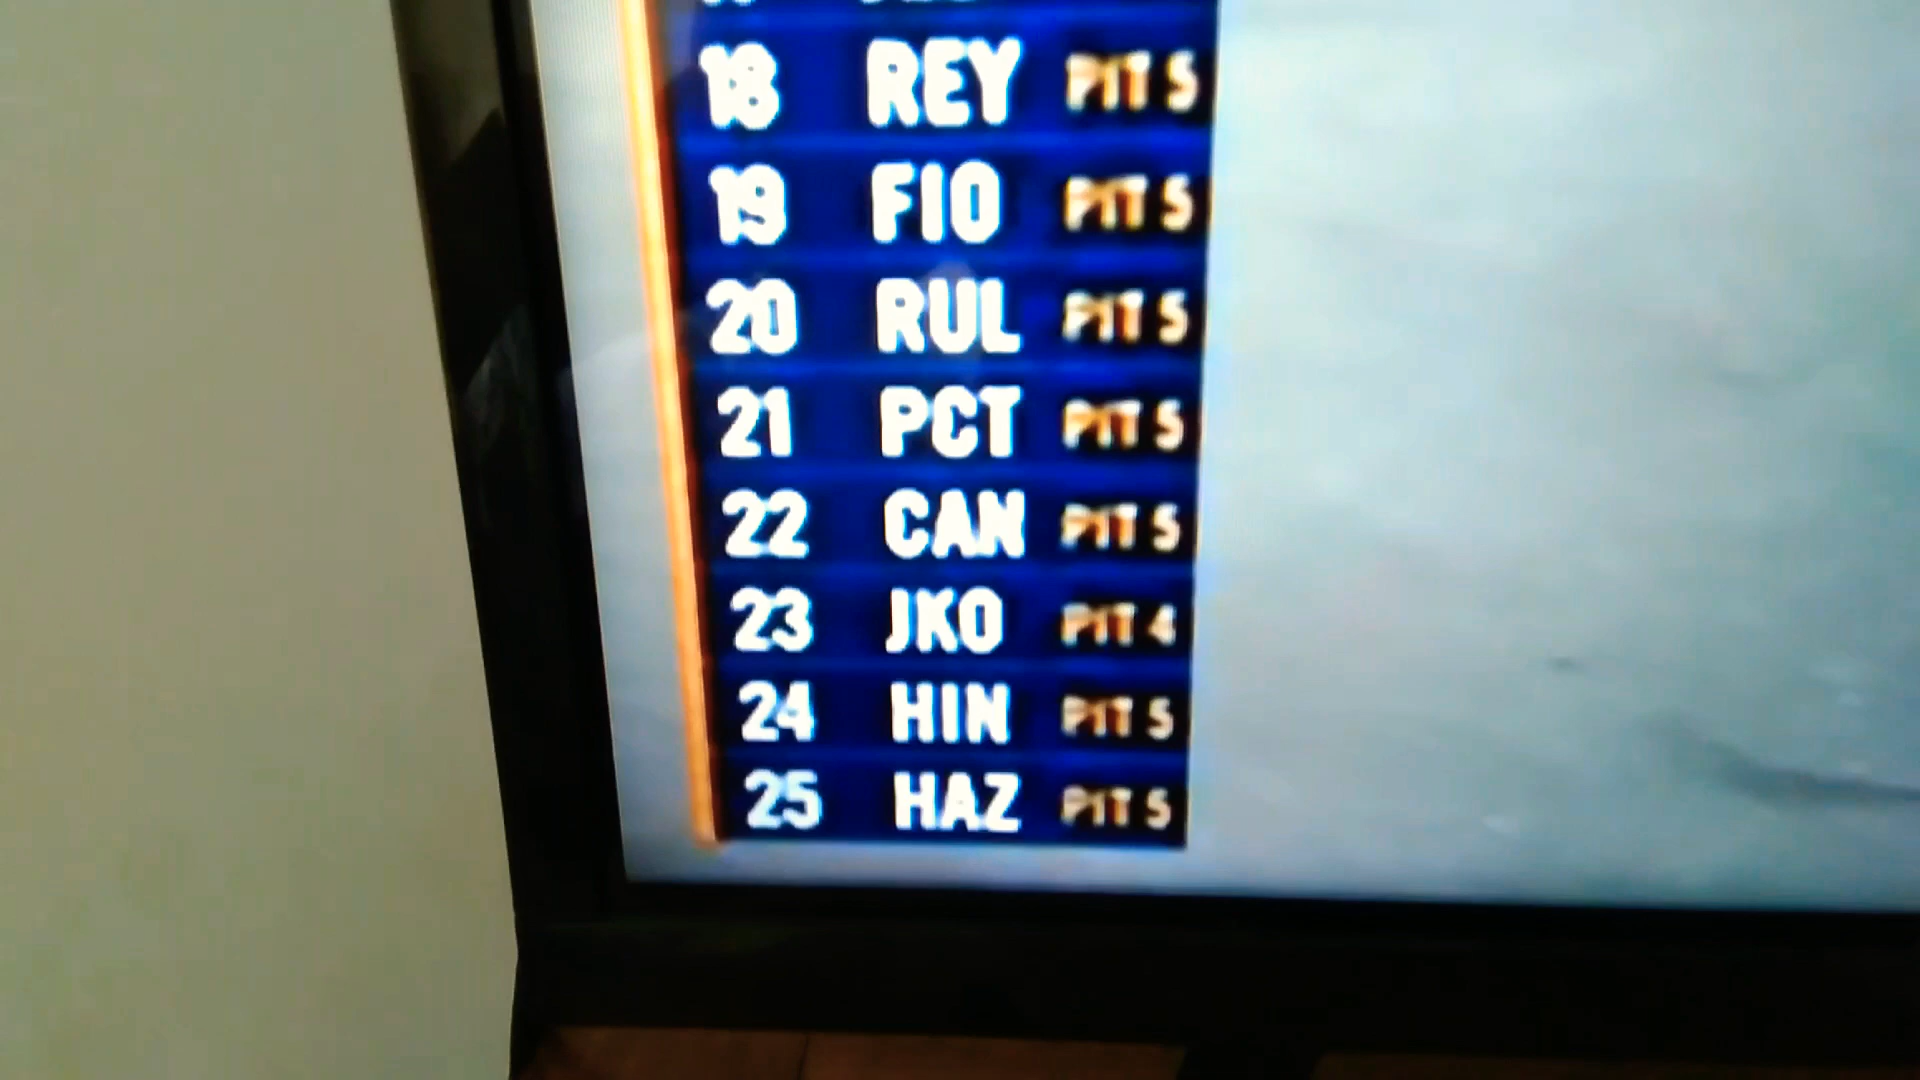 18 REY PIT 5
19 FIO PIT 5
20 RUL PIT 5
21 PCT PIT 5
22 CAN PIT 5
23 JKO PIT 4
24 HIN PIT 5
25 HAZ PIT 5